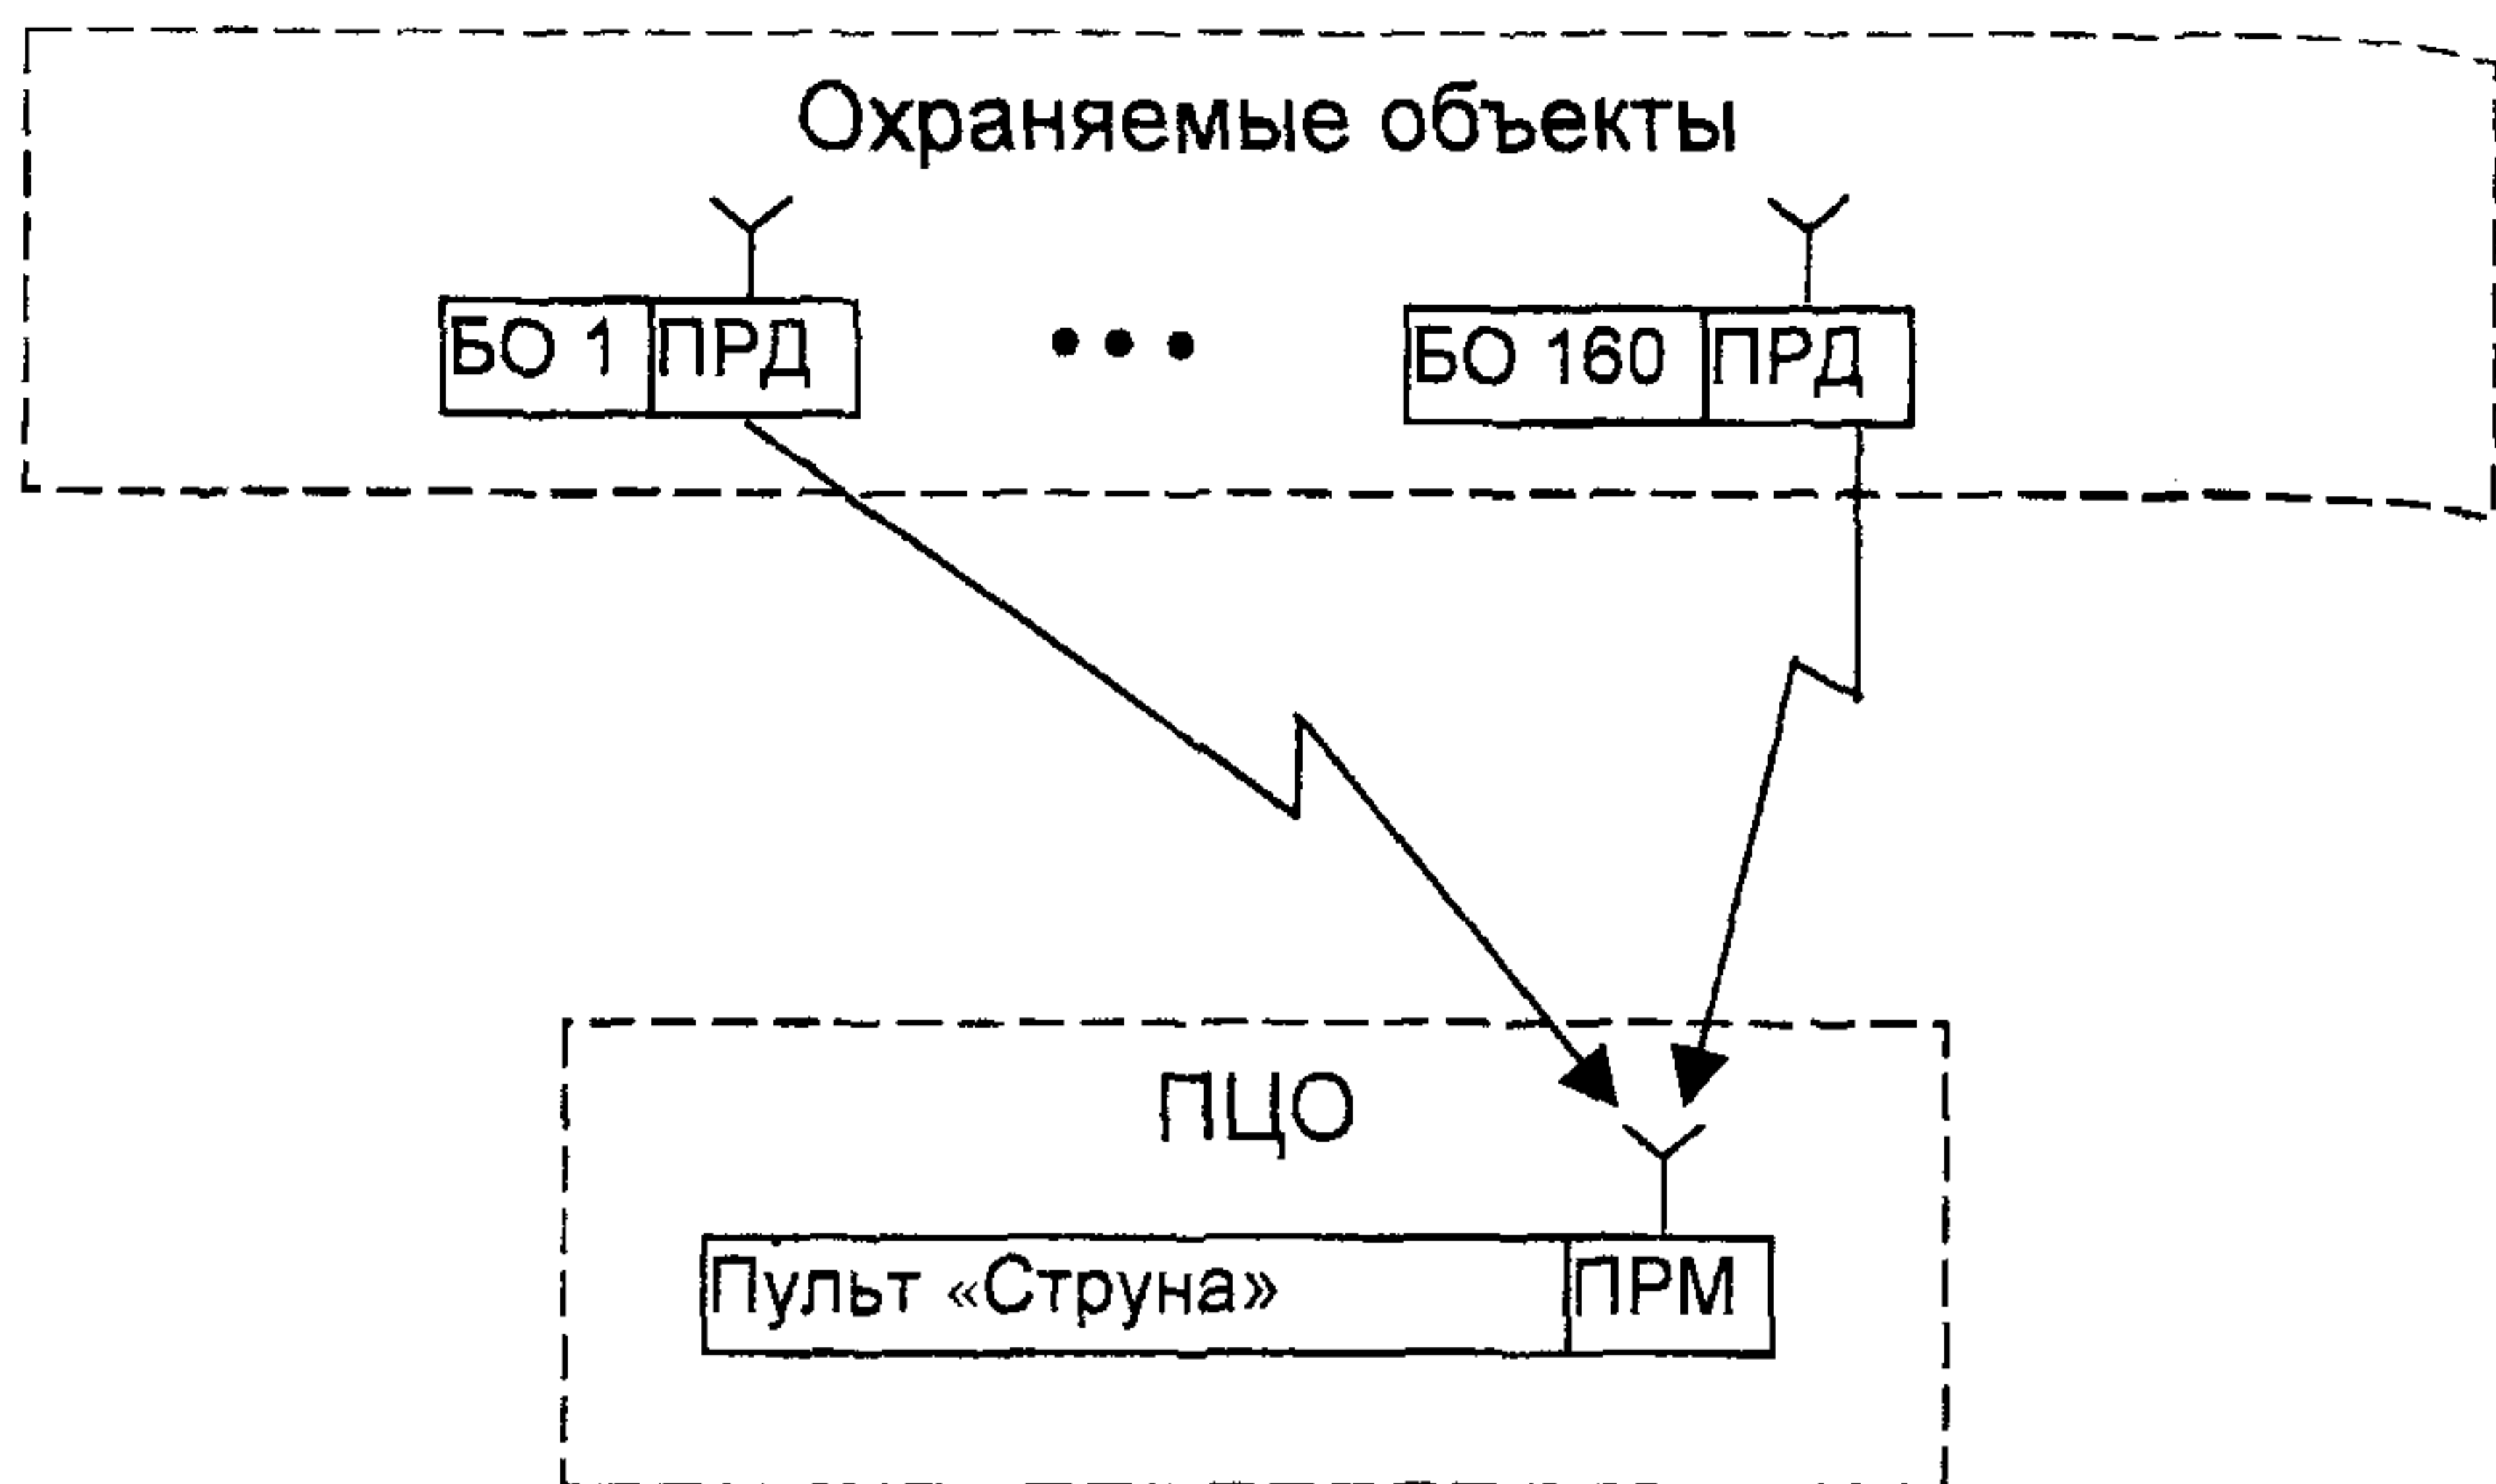 Охраняемые объекты
БО 1 ПРД
БО 160 ПРД
ПЦО
Пульт «Струна» ПРМ